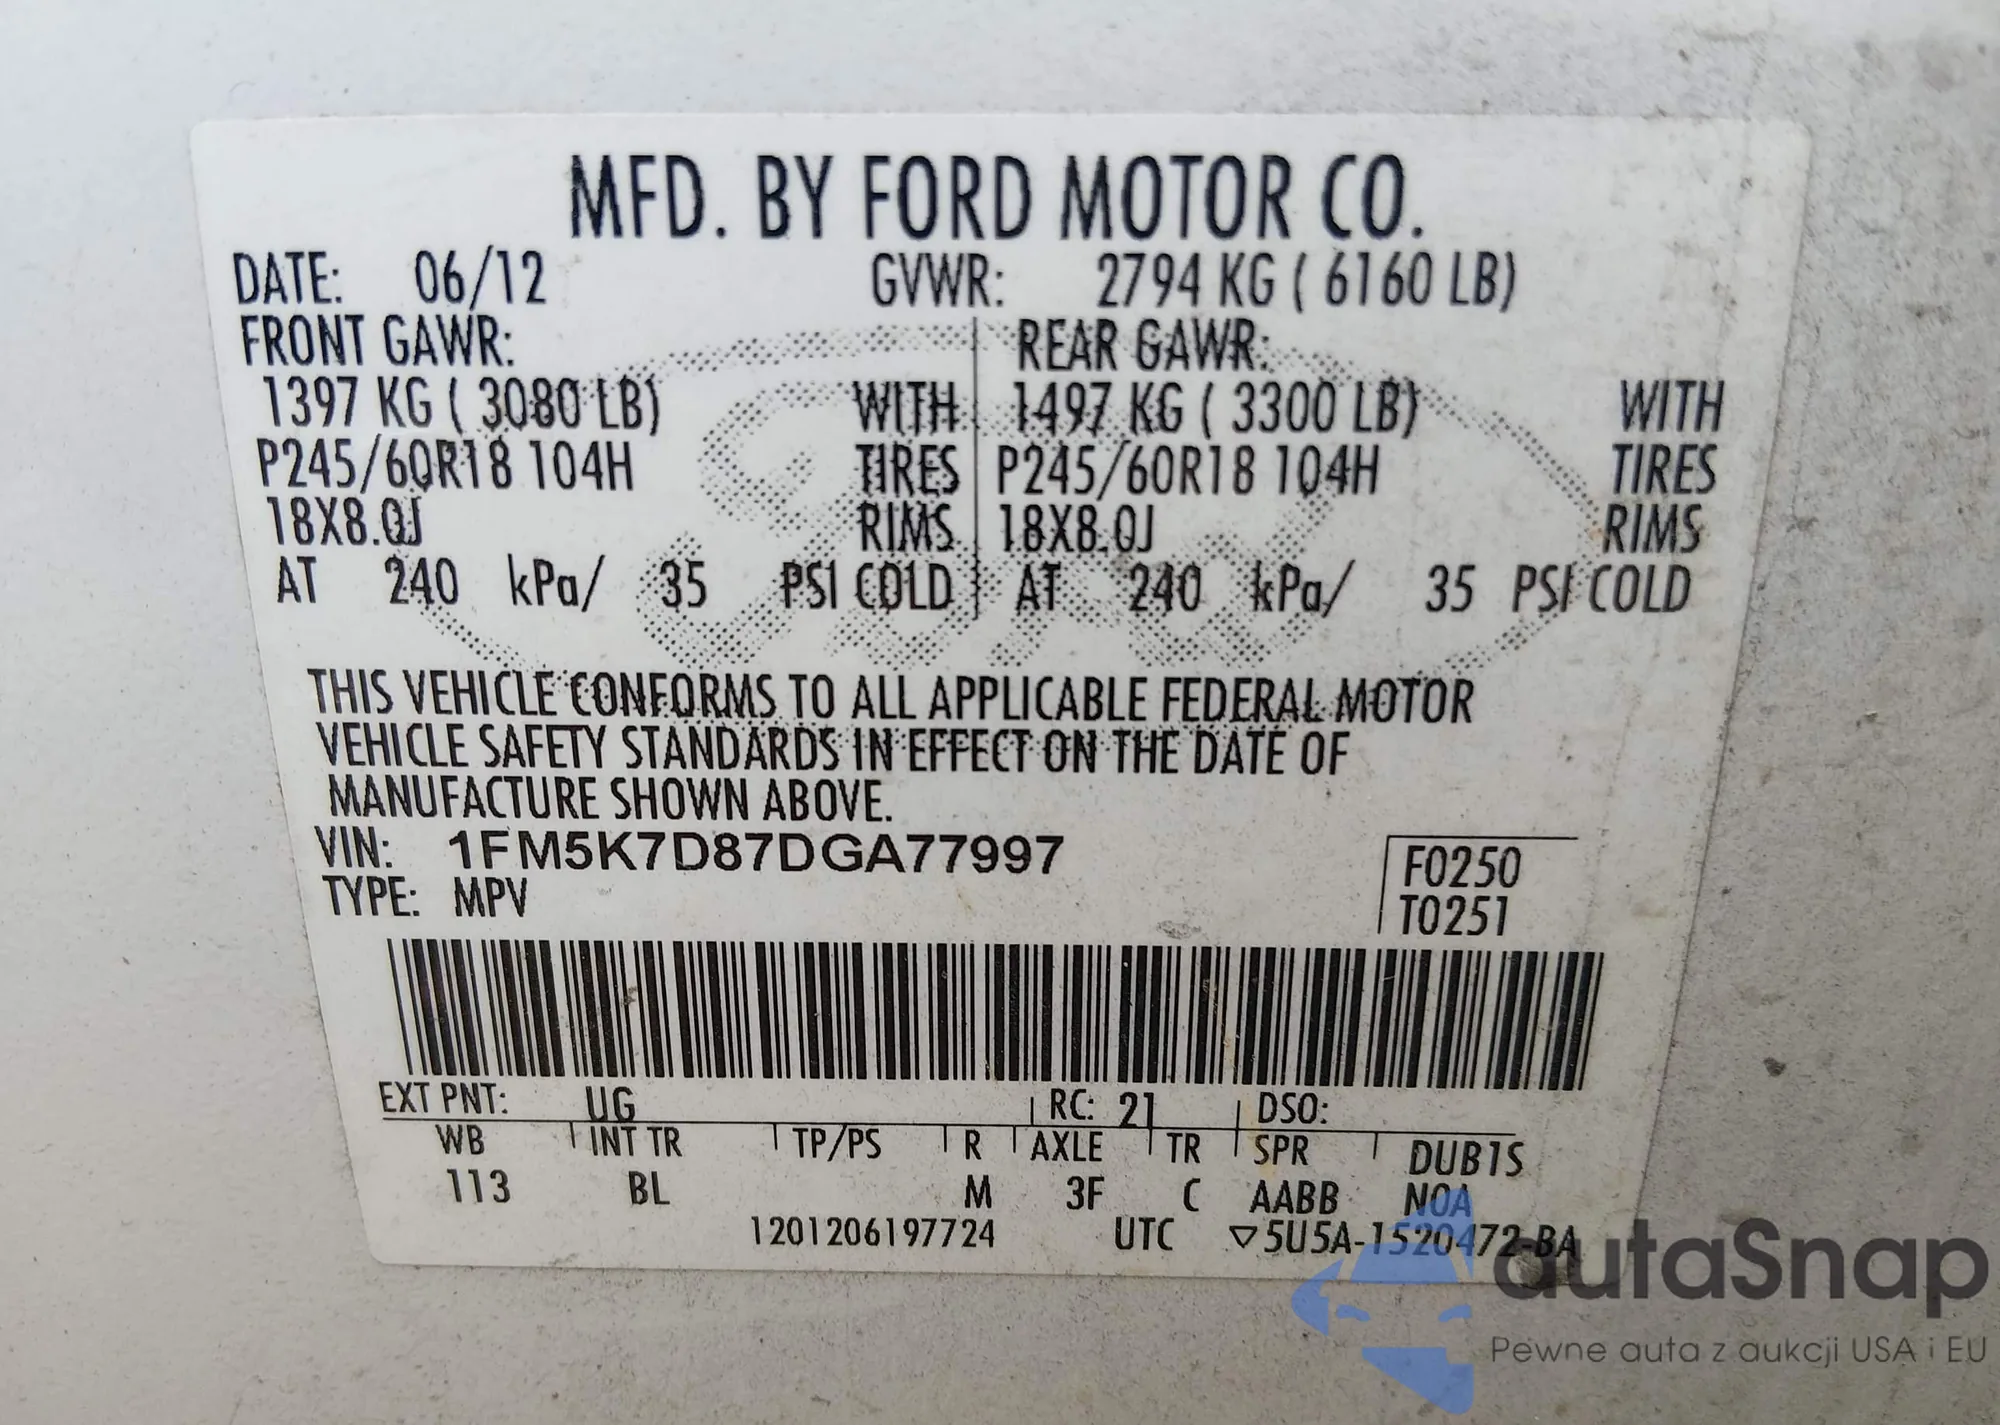 MFD. BY FORD MOTOR CO.
DATE: 06/12 GVWR: 2794 KG ( 6160 LB)
FRONT GAWR: REAR GAWR:
1397 KG ( 3080 LB) WITH 1497 KG ( 3300 LB) WITH
P245/60R18 104H TIRES P245/60R18 104H TIRES
18X8.0J RIMS 18X8.0J RIMS
AT 240 kPa/ 35 PSI COLD AT 240 kPa/ 35 PSI COLD
THIS VEHICLE CONFORMS TO ALL APPLICABLE FEDERAL MOTOR
VEHICLE SAFETY STANDARDS IN EFFECT ON THE DATE OF
MANUFACTURE SHOWN ABOVE.
VIN: 1FM5K7D87DGA77997
TYPE: MPV
F0250
T0251
EXT PNT: UG RC: 21 DSO:
WB INT TR TP/PS R AXLE TR SPR DUB1S
113 BL M 3F C AABB NOA
1201206197724 UTC ▽5U5A-1520472-BA
autaSnap
Pewne auta z aukcji USA i EU